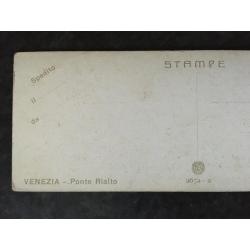 STAMPE
Spedito
il
da
VENEZIA - Ponte Rialto